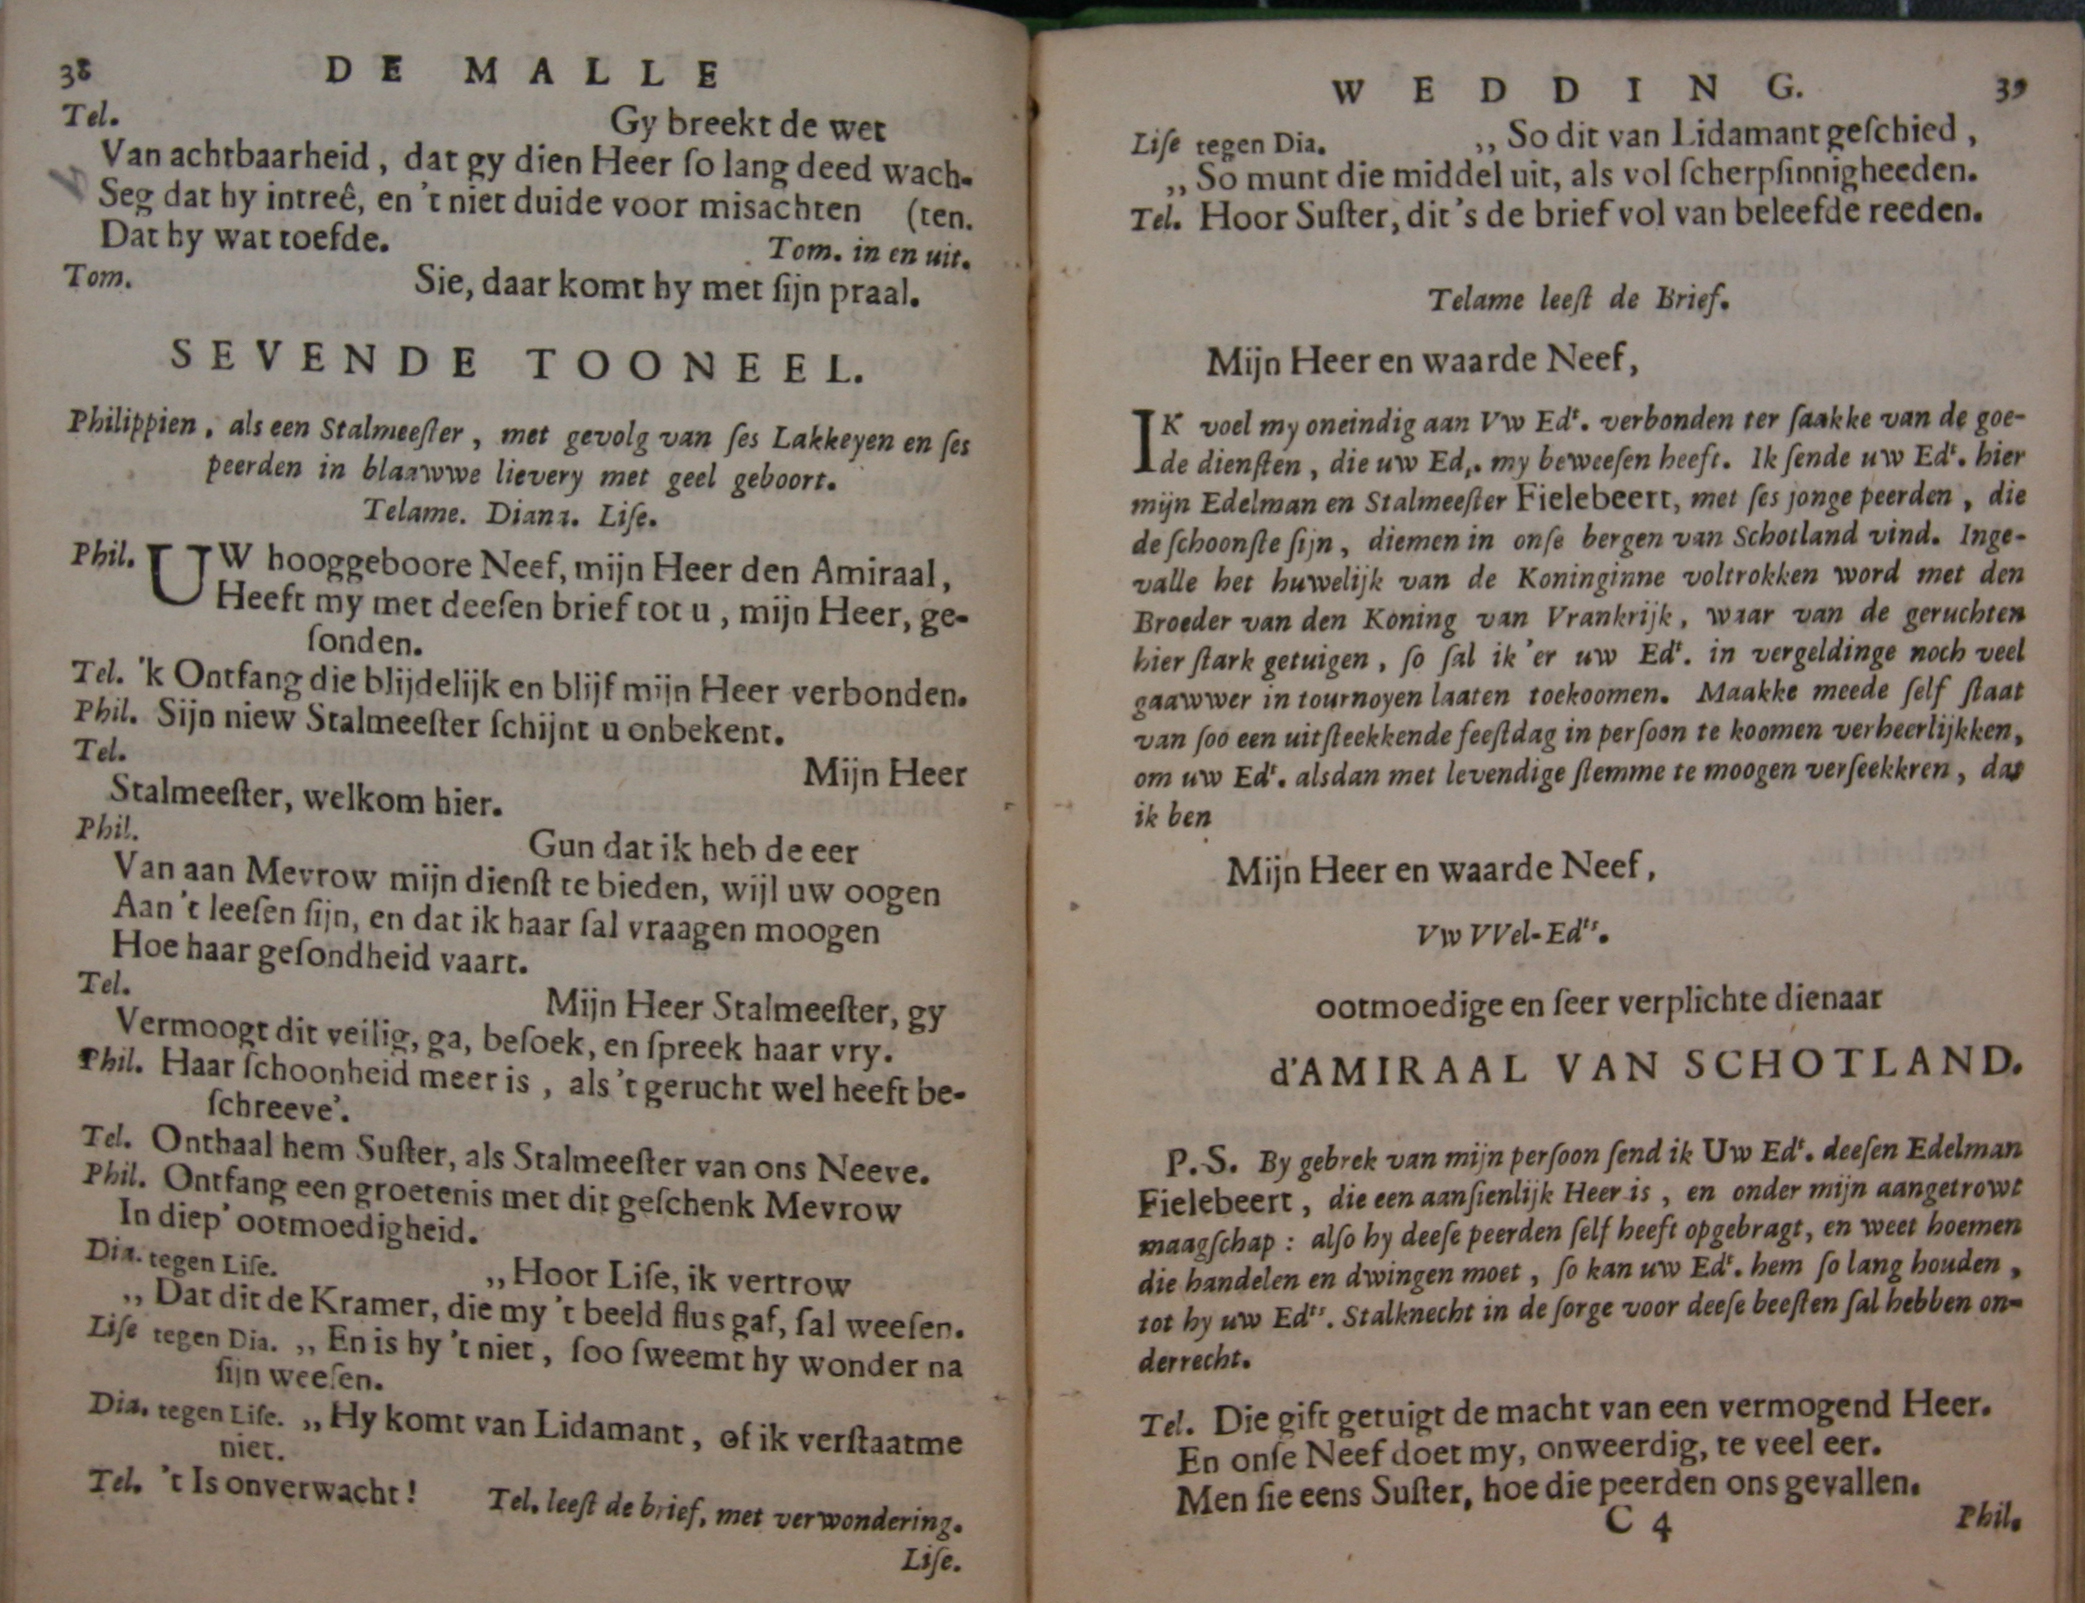 38 DE MALLE
Tel. Gy breekt de wet
Van achtbaarheid, dat gy dien Heer ſo lang deed wach-
Seg dat hy intreê, en 't niet duide voor misachten (ten.
Dat hy wat toefde. Tom. in en uit.
Tom. Sie, daar komt hy met ſijn praal.
SEVENDE TOONEEL.
Philippien, als een Stalmeeſter, met gevolg van ſes Lakkeyen en ſes
peerden in blaawwe lievery met geel geboort.
Telame. Diana. Liſe.
Phil. UW hooggeboore Neef, mijn Heer den Amiraal,
Heeft my met deeſen brief tot u, mijn Heer, ge-
ſonden.
Tel. 'k Ontfang die blijdelijk en blijf mijn Heer verbonden.
Phil. Sijn niew Stalmeeſter ſchijnt u onbekent.
Tel. Mijn Heer
Stalmeeſter, welkom hier.
Phil. Gun dat ik heb de eer
Van aan Mevrow mijn dienſt te bieden, wijl uw oogen
Aan 't leeſen ſijn, en dat ik haar ſal vraagen moogen
Hoe haar geſondheid vaart.
Tel. Mijn Heer Stalmeeſter, gy
Vermoogt dit veilig, ga, beſoek, en ſpreek haar vry.
Phil. Haar ſchoonheid meer is, als 't gerucht wel heeft be-
ſchreeve'.
Tel. Onthaal hem Suſter, als Stalmeeſter van ons Neeve.
Phil. Ontfang een groetenis met dit geſchenk Mevrow
In diep' ootmoedigheid.
Dia. tegen Liſe. ,, Hoor Liſe, ik vertrow
,, Dat dit de Kramer, die my 't beeld flus gaf, ſal weeſen.
Liſe tegen Dia. ,, En is hy 't niet, ſoo ſweemt hy wonder na
ſijn weeſen.
Dia. tegen Liſe. ,, Hy komt van Lidamant, of ik verſtaatme
niet.
Tel. 't Is onverwacht! Tel. leeſt de brief, met verwondering.
Liſe.
WEDDING. 39
Liſe tegen Dia. ,, So dit van Lidamant geſchied,
,, So munt die middel uit, als vol ſcherpſinnigheeden.
Tel. Hoor Suſter, dit 's de brief vol van beleefde reeden.
Telame leeſt de Brief.
Mijn Heer en waarde Neef,
IK voel my oneindig aan Vw Edt. verbonden ter ſaakke van de goe-
de dienſten, die uw Ed,. my beweeſen heeft. Ik ſende uw Edt. hier
mijn Edelman en Stalmeeſter Fielebeert, met ſes jonge peerden, die
de ſchoonſte ſijn, diemen in onſe bergen van Schotland vind. Inge-
valle het huwelijk van de Koninginne voltrokken word met den
Broeder van den Koning van Vrankrijk, waar van de geruchten
hier ſtark getuigen, ſo ſal ik 'er uw Edt. in vergeldinge noch veel
gaawwer in tournoyen laaten toekoomen. Maakke meede ſelf ſtaat
van ſoo een uitſteekkende feeſtdag in perſoon te koomen verheerlijkken,
om uw Edt. alsdan met levendige ſtemme te moogen verſeekkren, dat
ik ben
Mijn Heer en waarde Neef,
Vw VVel-Edts.
ootmoedige en ſeer verplichte dienaar
d'AMIRAAL VAN SCHOTLAND.
P.S. By gebrek van mijn perſoon ſend ik Uw Edt. deeſen Edelman
Fielebeert, die een aanſienlijk Heer is, en onder mijn aangetrowt
maagſchap: alſo hy deeſe peerden ſelf heeft opgebragt, en weet hoemen
die handelen en dwingen moet, ſo kan uw Edt. hem ſo lang houden,
tot hy uw Edts. Stalknecht in de ſorge voor deeſe beeſten ſal hebben on-
derrecht.
Tel. Die gift getuigt de macht van een vermogend Heer.
En onſe Neef doet my, onweerdig, te veel eer.
Men ſie eens Suſter, hoe die peerden ons gevallen.
C 4 Phil.